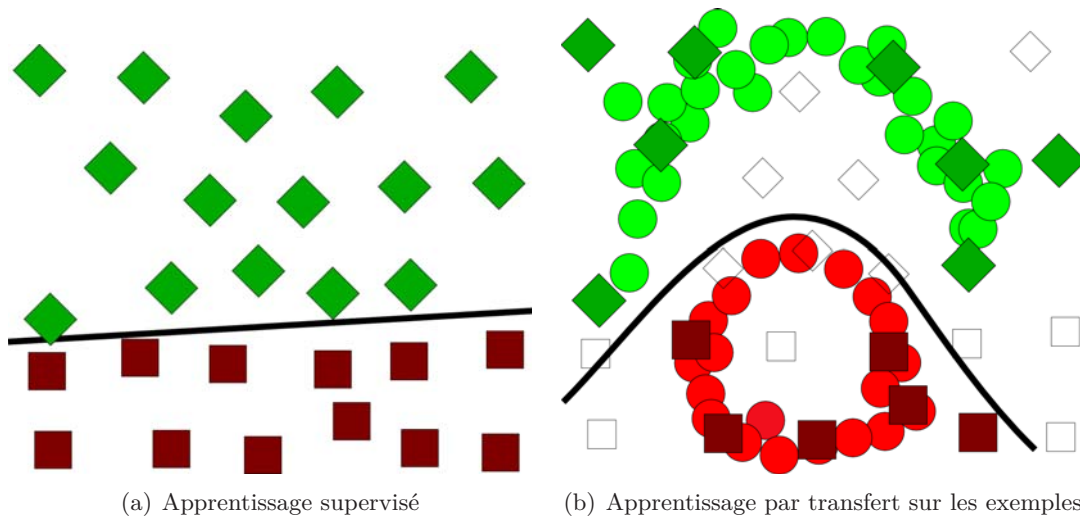 (a) Apprentissage supervisé
(b) Apprentissage par transfert sur les exemples